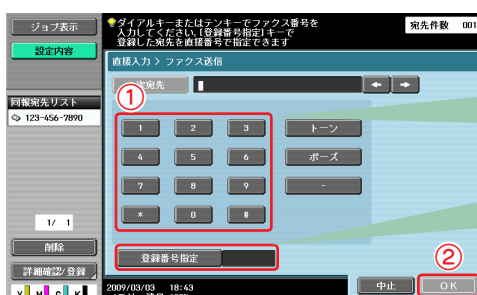 ジョブ表示
設定内容
ダイアルキーまたはテンキーでファクス番号を
入力してください。[登録番号指定]キーで
登録した宛先を直接番号で指定できます
宛先件数 001
直接入力 > ファクス送信
次宛先
①
同報宛先リスト
123-456-7890
1 2 3 トーン
4 5 6 ポーズ
7 8 9 -
* 0 #
1/ 1
削除
登録番号指定
②
詳細確認/登録
中止 OK
2009/03/03 18:43
Y M C K